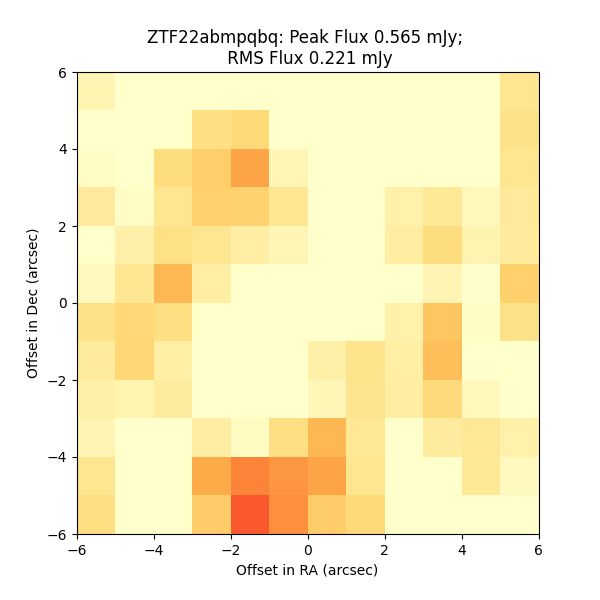 ZTF22abmpqbq: Peak Flux 0.565 mJy;
RMS Flux 0.221 mJy
6
4
2
0
−2
−4
−6
Offset in Dec (arcsec)
−6 −4 −2 0 2 4 6
Offset in RA (arcsec)